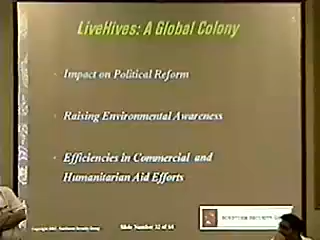 LiveHives: A Global Colony
Impact on Political Reform
Raising Environmental Awareness
Efficiencies in Commercial and
Humanitarian Aid Efforts
Slide Number 32 of 34